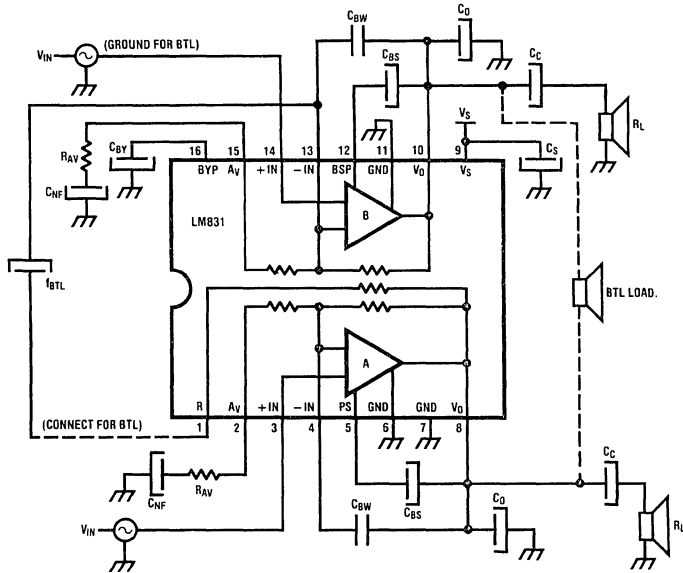 CBW
CO
VIN
(GROUND FOR BTL)
CBS
CC
RL
VS
CS
RAV
CBY
CNF
16 15 14 13 12 11 10 9
BYP AV +IN -IN BSP GND VO VS
LM831
B
fBTL
BTL LOAD.
A
R AV +IN -IN PS GND GND VO
1 2 3 4 5 6 7 8
(CONNECT FOR BTL)
CNF
RAV
CBW
CBS
CO
CC
RL
VIN